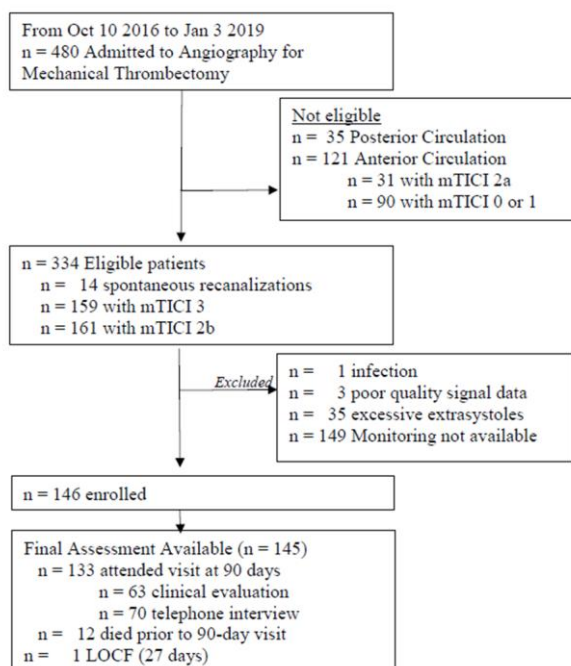 From Oct 10 2016 to Jan 3 2019
n = 480 Admitted to Angiography for
Mechanical Thrombectomy
Not eligible
n = 35 Posterior Circulation
n = 121 Anterior Circulation
n = 31 with mTICI 2a
n = 90 with mTICI 0 or 1
n = 334 Eligible patients
n = 14 spontaneous recanalizations
n = 159 with mTICI 3
n = 161 with mTICI 2b
Excluded
n = 1 infection
n = 3 poor quality signal data
n = 35 excessive extrasystoles
n = 149 Monitoring not available
n = 146 enrolled
Final Assessment Available (n = 145)
n = 133 attended visit at 90 days
n = 63 clinical evaluation
n = 70 telephone interview
n = 12 died prior to 90-day visit
n = 1 LOCF (27 days)